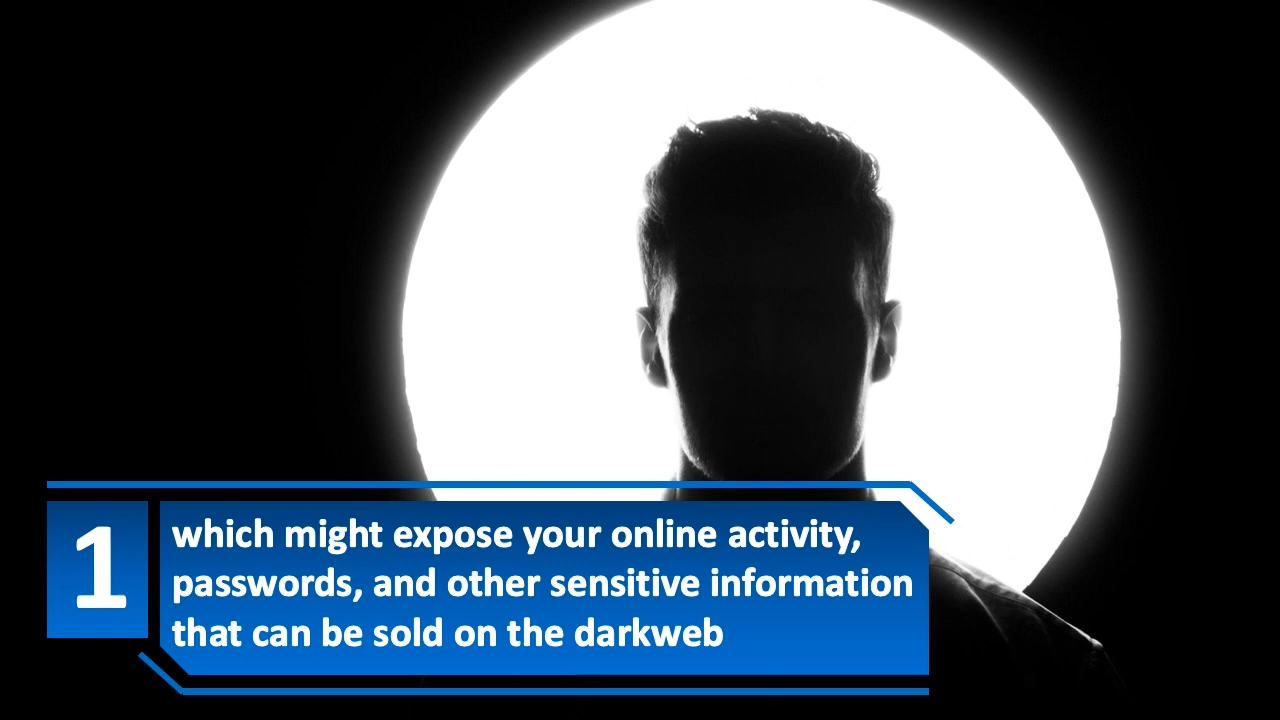 1
which might expose your online activity,
passwords, and other sensitive information
that can be sold on the darkweb